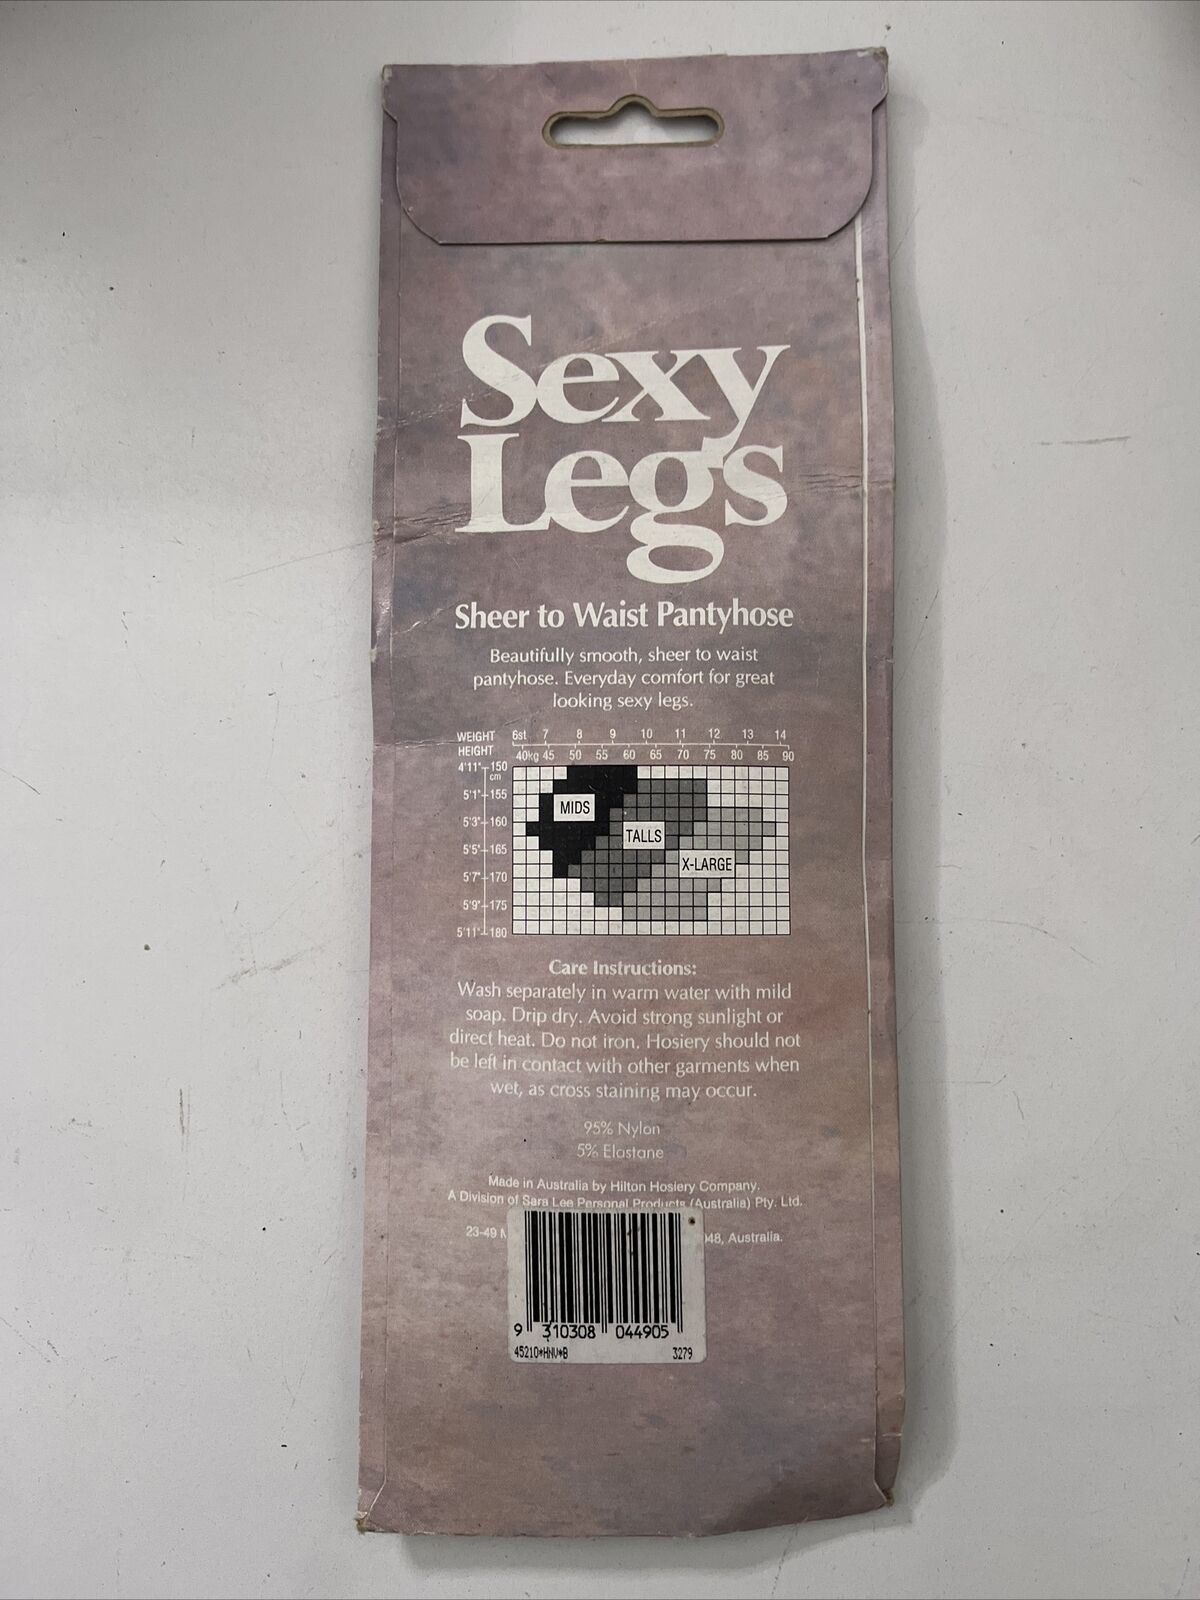 Sexy
Legs
Sheer to Waist Pantyhose
Beautifully smooth, sheer to waist
pantyhose. Everyday comfort for great
looking sexy legs.
WEIGHT 6st 7 8 9 10 11 12 13 14
HEIGHT 40kg 45 50 55 60 65 70 75 80 85 90
4'11" 150
cm
5'1" 155
MIDS
5'3" 160
TALLS
5'5" 165
X-LARGE
5'7" 170
5'9" 175
5'11" 180
Care Instructions:
Wash separately in warm water with mild
soap. Drip dry. Avoid strong sunlight or
direct heat. Do not iron. Hosiery should not
be left in contact with other garments when
wet, as cross staining may occur.
95% Nylon
5% Elastane
Made in Australia by Hilton Hosiery Company.
A Division of Sara Lee Personal Products (Australia) Pty. Ltd.
23-49 48, Australia.
9 310308 044905
45210*HNV*B 3279